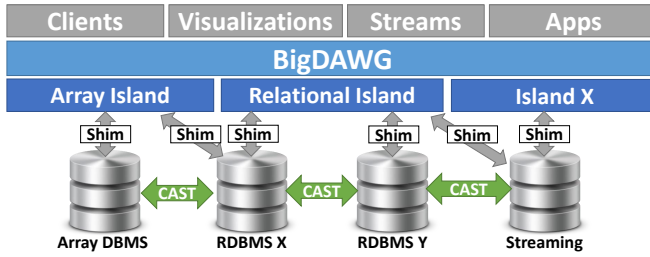 Clients Visualizations Streams Apps
BigDAWG
Array Island Relational Island Island X
Shim Shim Shim Shim Shim Shim
CAST CAST CAST
Array DBMS RDBMS X RDBMS Y Streaming